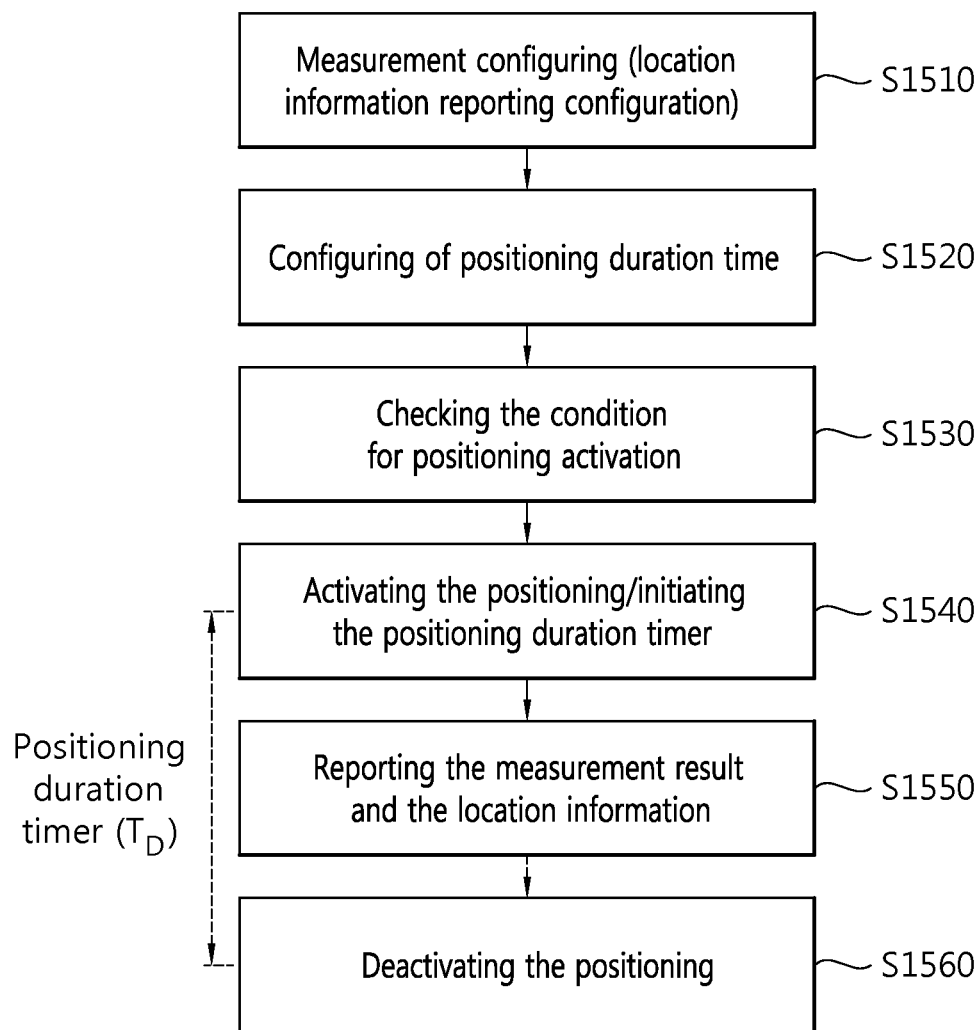 Measurement configuring (location
information reporting configuration)
S1510
Configuring of positioning duration time
S1520
Checking the condition
for positioning activation
S1530
Activating the positioning/initiating
the positioning duration timer
S1540
Positioning
duration
timer (T_D)
Reporting the measurement result
and the location information
S1550
Deactivating the positioning
S1560